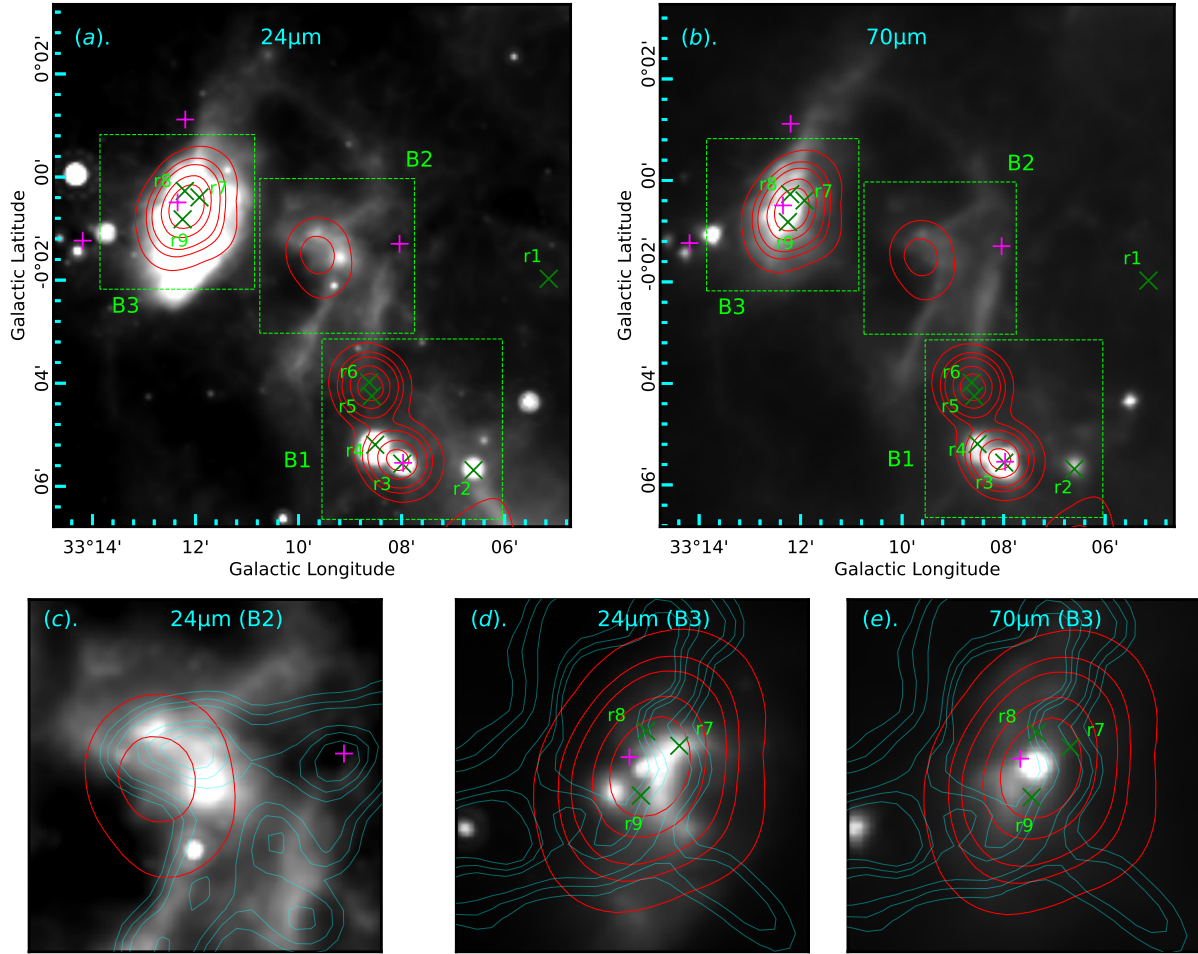 (a).
24μm
B2
r8
r7
r9
B3
r1
r6
r5
r4
B1
r3
r2
0°02'
00'
-0°02'
04'
06'
Galactic Latitude
33°14'
12'
10'
08'
06'
Galactic Longitude
(b).
70μm
B2
r8
r7
r9
B3
r1
r6
r5
r4
B1
r3
r2
0°02'
00'
-0°02'
04'
06'
Galactic Latitude
33°14'
12'
10'
08'
06'
Galactic Longitude
(c).
24μm (B2)
(d).
24μm (B3)
r8
r7
r9
(e).
70μm (B3)
r8
r7
r9